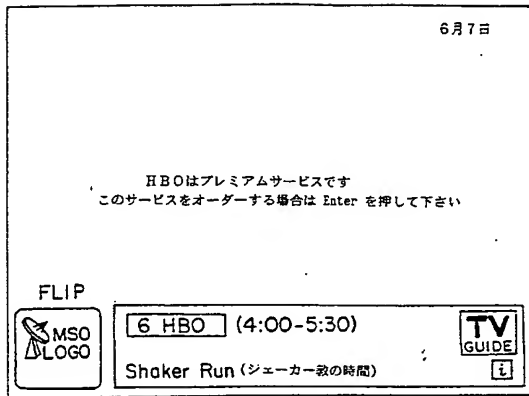 6月7日
HBOはプレミアムサービスです
このサービスをオーダーする場合は Enter を押して下さい
FLIP
MSO
LOGO
6 HBO (4:00-5:30)
TV
GUIDE
Shaker Run (ジェーカー教の時間)
i